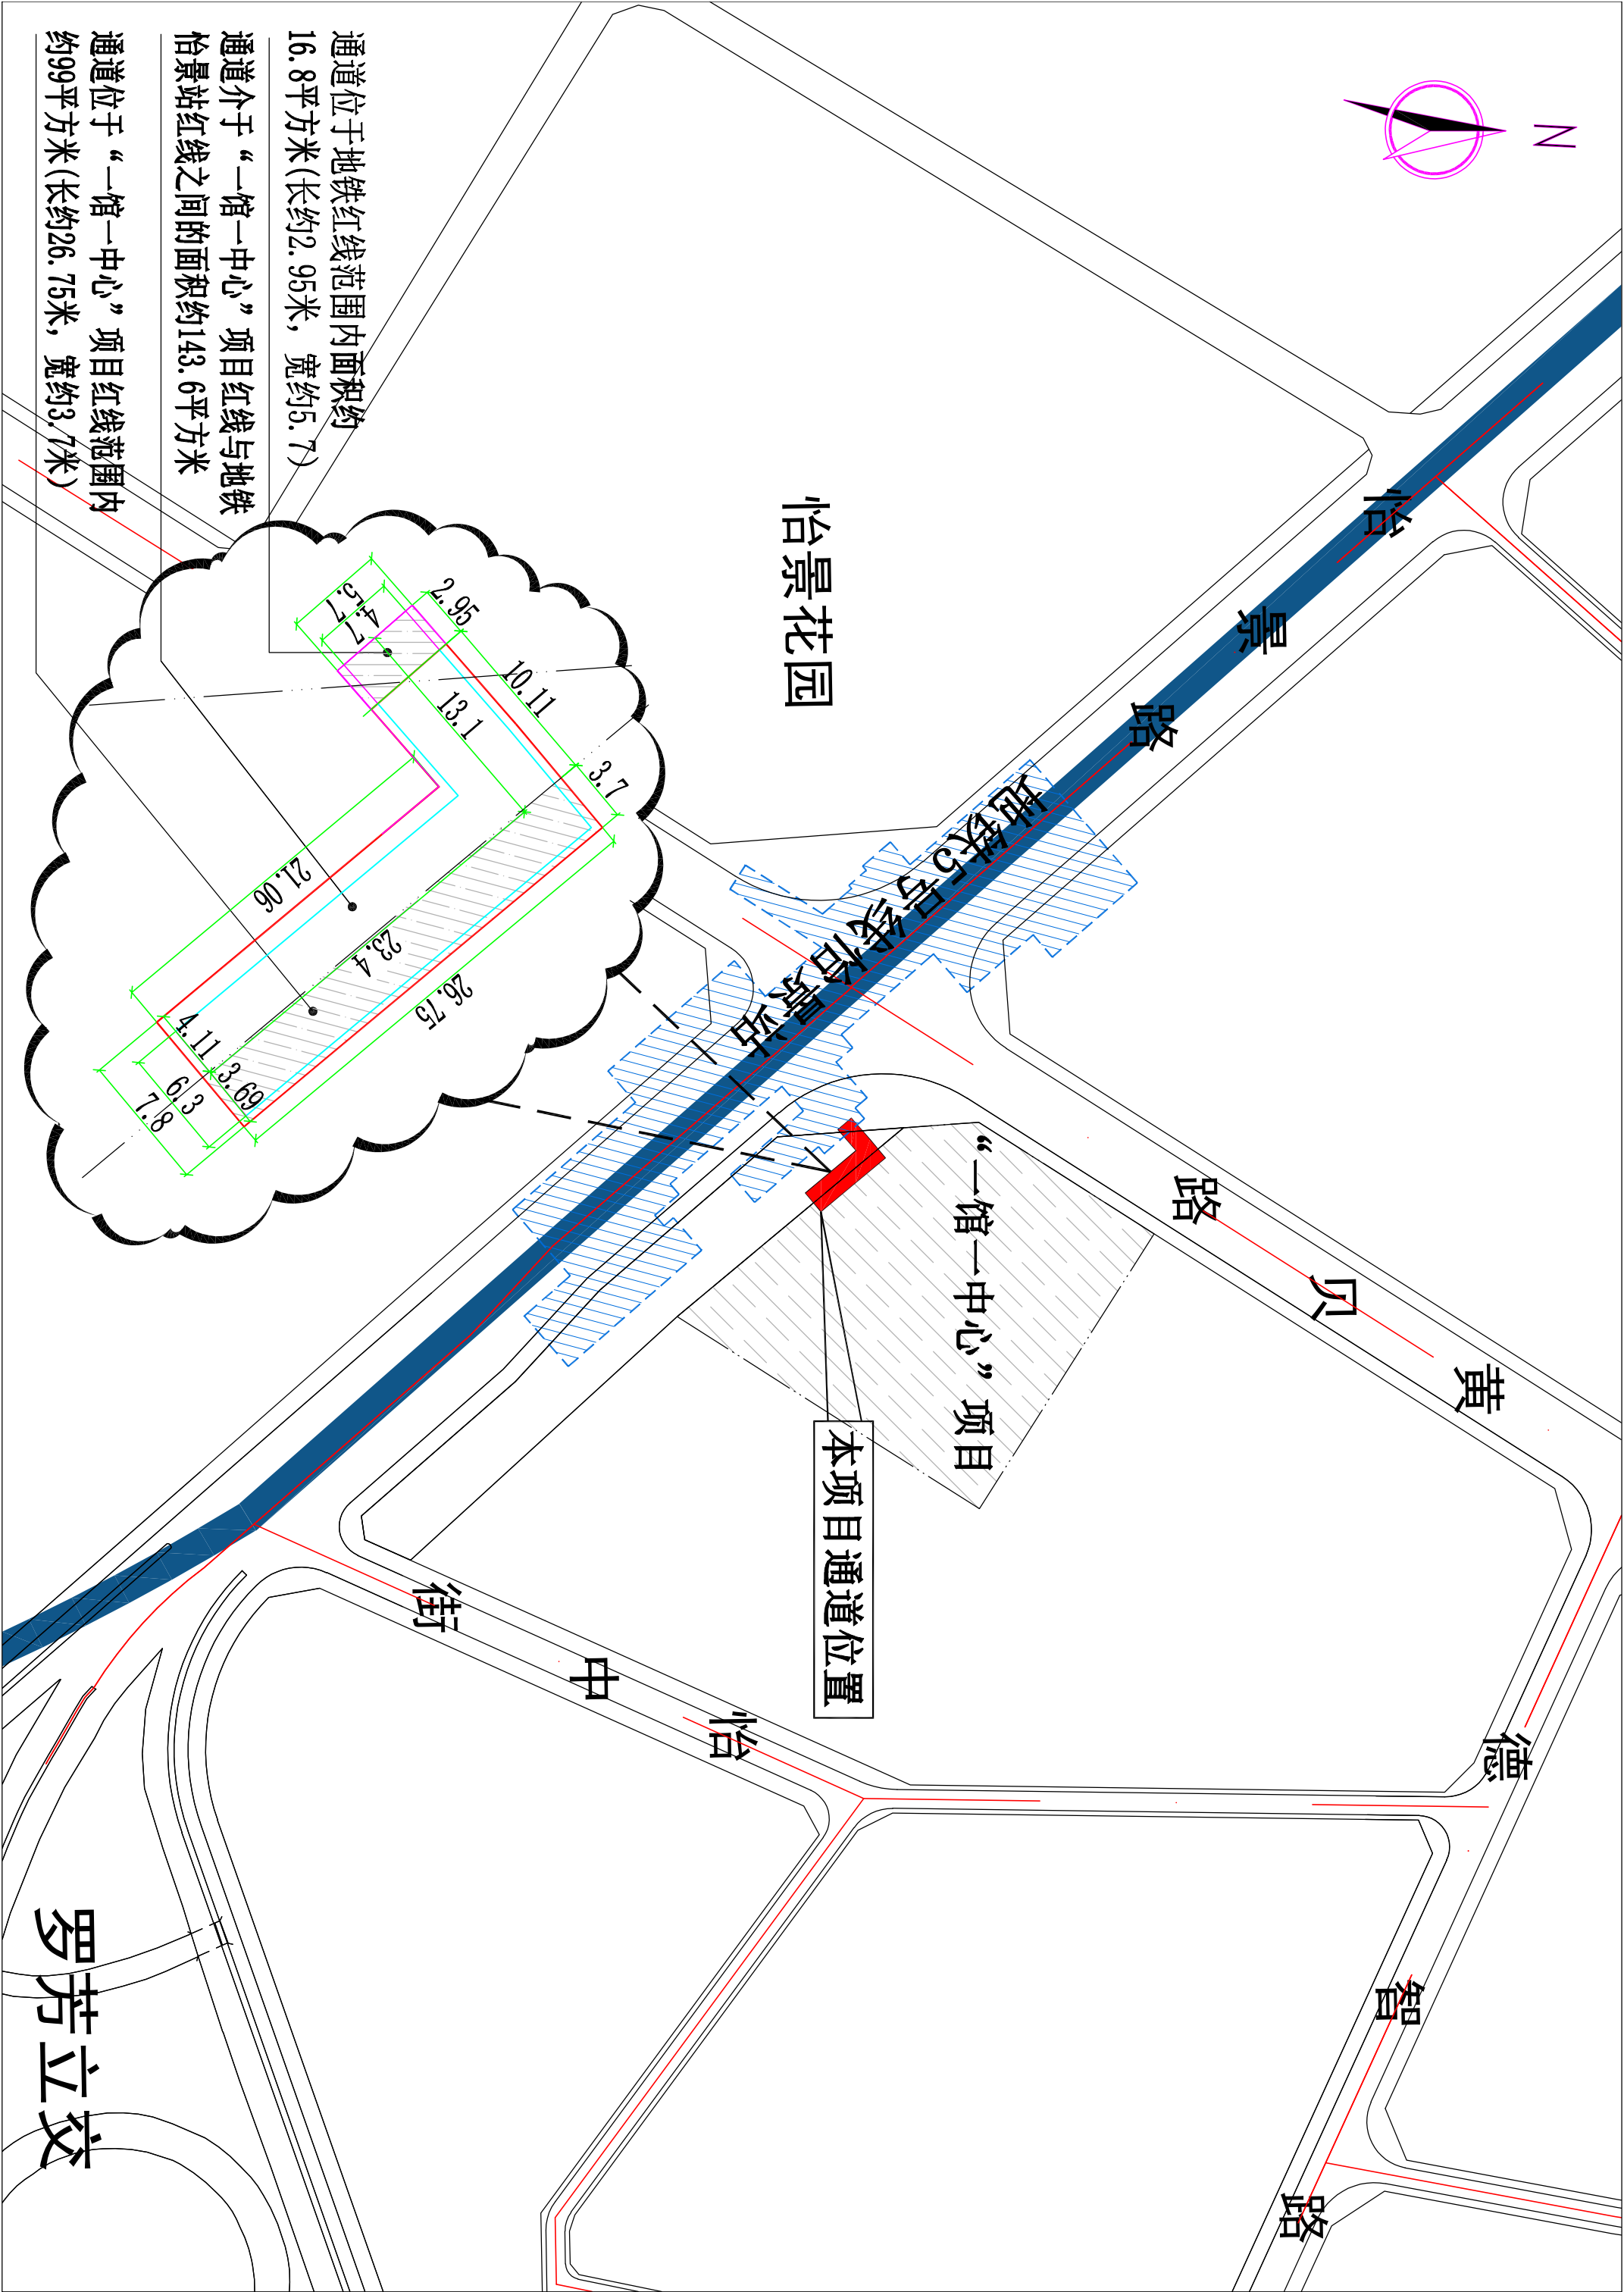 N
通道位于地铁红线范围内面积约
16.8平方米(长约2.95米，宽约5.7)
通道介于“一馆一中心”项目红线与地铁
怡景站红线之间的面积约143.6平方米
通道位于“一馆一中心”项目红线范围内
约99平方米(长约26.75米，宽约3.7米)
怡景花园
怡景路
地铁5号线怡景站
黄贝路
“一馆一中心”项目
本项目通道位置
怡中街
德智路
罗芳立交
2.95
5.7
4.7
10.11
13.1
3.7
21.06
23.4
26.75
4.11
3.69
6.3
7.8